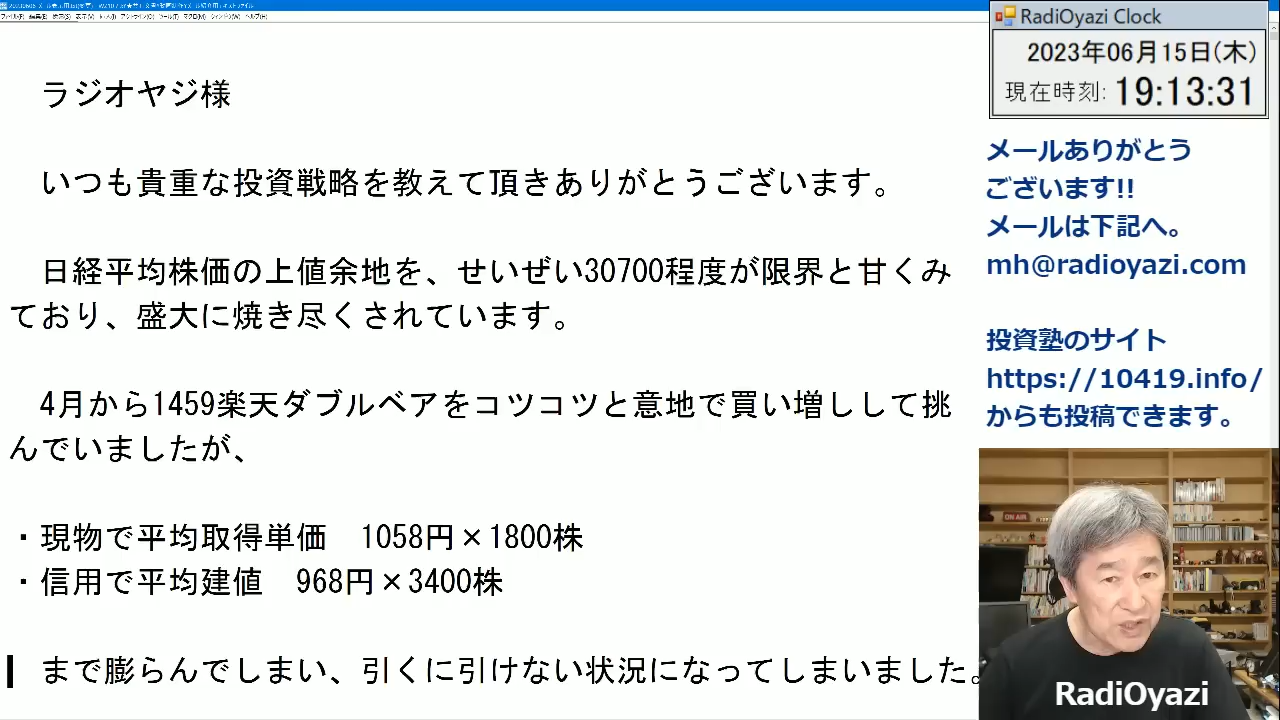 RadiOyazi Clock
2023年06月15日(木)
現在時刻: 19:13:31
ラジオヤジ様
いつも貴重な投資戦略を教えて頂きありがとうございます。
日経平均株価の上値余地を、せいぜい30700程度が限界と甘くみ
ており、盛大に焼き尽くされています。
4月から1459楽天ダブルベアをコツコツと意地で買い増しして挑
んでいましたが、
・現物で平均取得単価 1058円×1800株
・信用で平均建値 968円×3400株
まで膨らんでしまい、引くに引けない状況になってしまいました。
メールありがとう
ございます!!
メールは下記へ。
mh@radioyazi.com
投資塾のサイト
https://10419.info/
からも投稿できます。
ON AIR
RadiOyazi